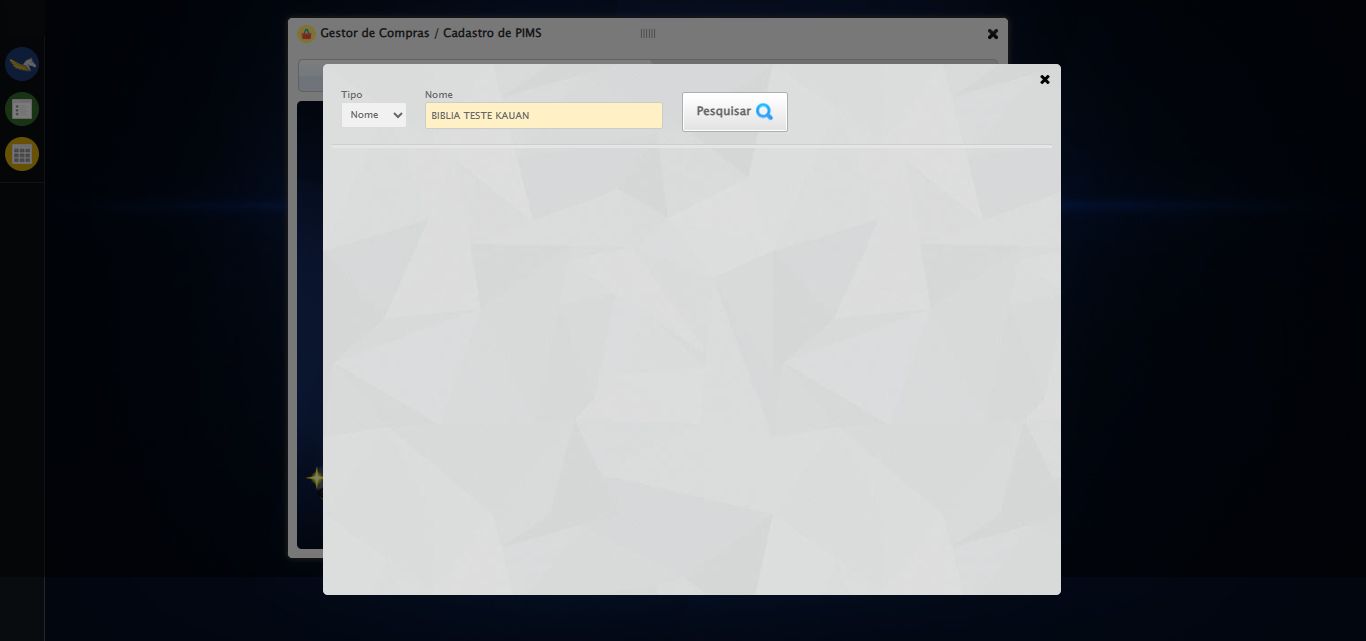 Gestor de Compras / Cadastro de PIMS
Tipo
Nome
Nome
BIBLIA TESTE KAUAN
Pesquisar